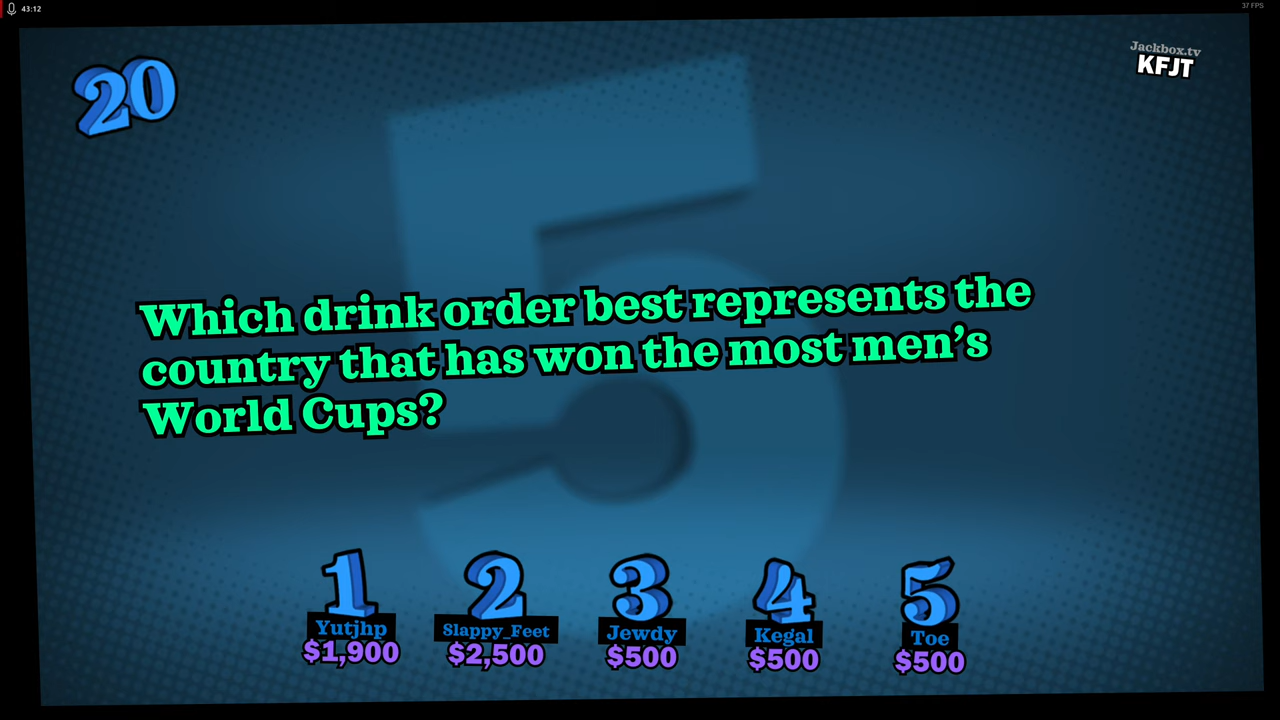 43:12
37 FPS
Jackbox.tv
KFJT
20
5
Which drink order best represents the
country that has won the most men's
World Cups?
1 2 3 4 5
Yutjhp Slappy_Feet Jewdy Kegal Toe
$1,900 $2,500 $500 $500 $500